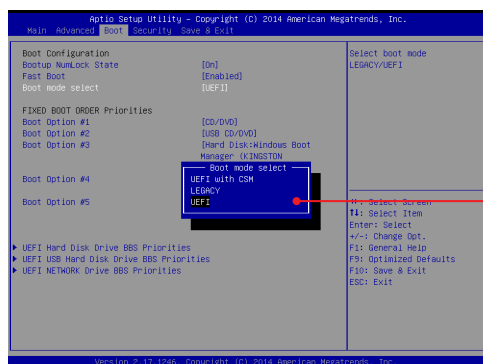 Aptio Setup Utility – Copyright (C) 2014 American Megatrends, Inc.
Main Advanced Boot Security Save & Exit
Boot Configuration
Bootup NumLock State [On]
Fast Boot [Enabled]
Boot mode select [UEFI]
FIXED BOOT ORDER Priorities
Boot Option #1 [CD/DVD]
Boot Option #2 [USB CD/DVD]
Boot Option #3 [Hard Disk:Windows Boot
Manager (KINGSTON
Boot mode select
Boot Option #4 UEFI with CSM
LEGACY
Boot Option #5 UEFI
UEFI Hard Disk Drive BBS Priorities
UEFI USB Hard Disk Drive BBS Priorities
UEFI NETWORK Drive BBS Priorities
Select boot mode
LEGACY/UEFI
: Select Screen
↑↓: Select Item
Enter: Select
+/-: Change Opt.
F1: General Help
F9: Optimized Defaults
F10: Save & Exit
ESC: Exit
Version 2.17.1246. Copyright (C) 2014 American Megatrends, Inc.